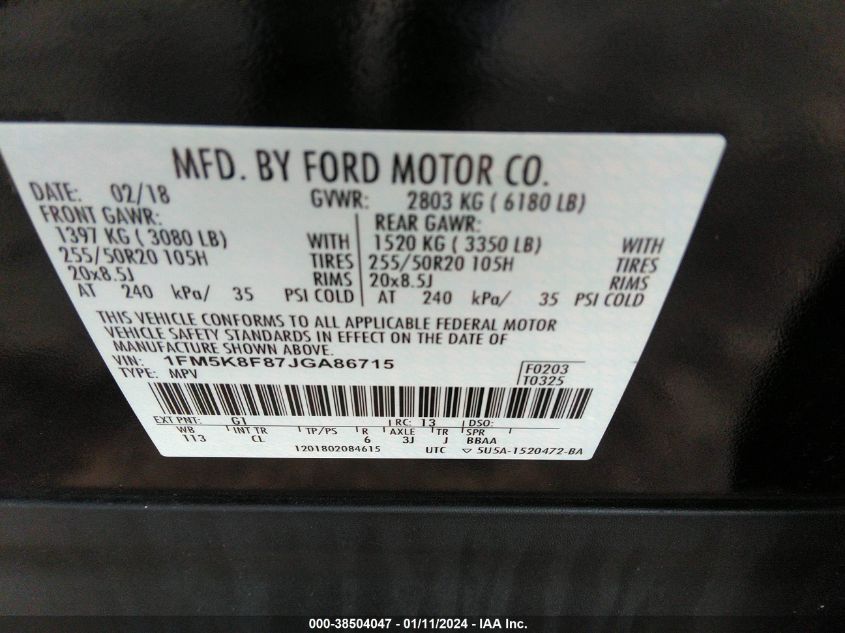 MFD. BY FORD MOTOR CO.
DATE: 02/18 GVWR: 2803 KG ( 6180 LB)
FRONT GAWR: REAR GAWR:
1397 KG ( 3080 LB) WITH 1520 KG ( 3350 LB) WITH
255/50R20 105H TIRES 255/50R20 105H TIRES
20x8.5J RIMS 20x8.5J RIMS
AT 240 kPa/ 35 PSI COLD AT 240 kPa/ 35 PSI COLD
THIS VEHICLE CONFORMS TO ALL APPLICABLE FEDERAL MOTOR
VEHICLE SAFETY STANDARDS IN EFFECT ON THE DATE OF
MANUFACTURE SHOWN ABOVE.
VIN: 1FM5K8F87JGA86715 F0203
TYPE: MPV T0325
EXT PNT: G1 RC: 13 DSO:
WB INT TR TP/PS R AXLE TR SPR
113 CL 6 3J J BBAA
1201802084615 UTC ▽ 5U5A-1520472-BA
000-38504047 - 01/11/2024 - IAA Inc.